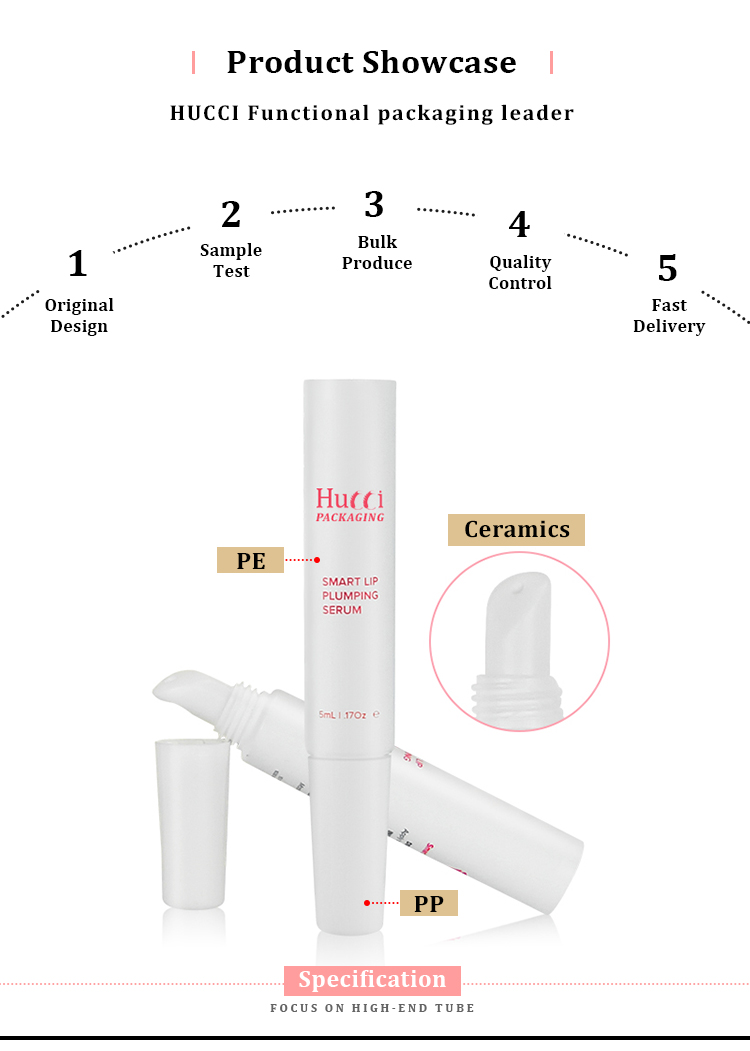 Product Showcase
HUCCI Functional packaging leader
1
Original
Design
2
Sample
Test
3
Bulk
Produce
4
Quality
Control
5
Fast
Delivery
Hucci
PACKAGING
PE
SMART LIP
PLUMPING
SERUM
5mL | .17Oz ℮
Ceramics
PP
Specification
FOCUS ON HIGH-END TUBE